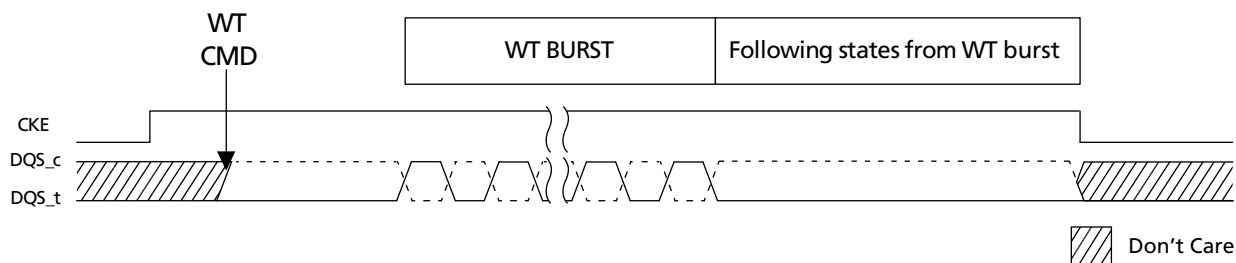 WT
CMD
WT BURST
Following states from WT burst
CKE
DQS_c
DQS_t
Don't Care